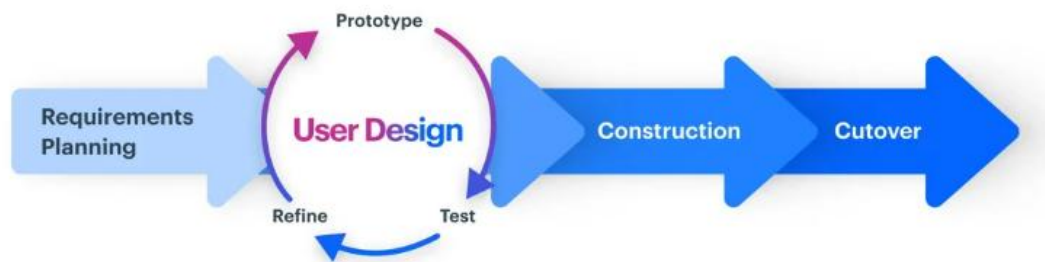 Prototype
Requirements
Planning
User Design
Construction
Cutover
Refine
Test